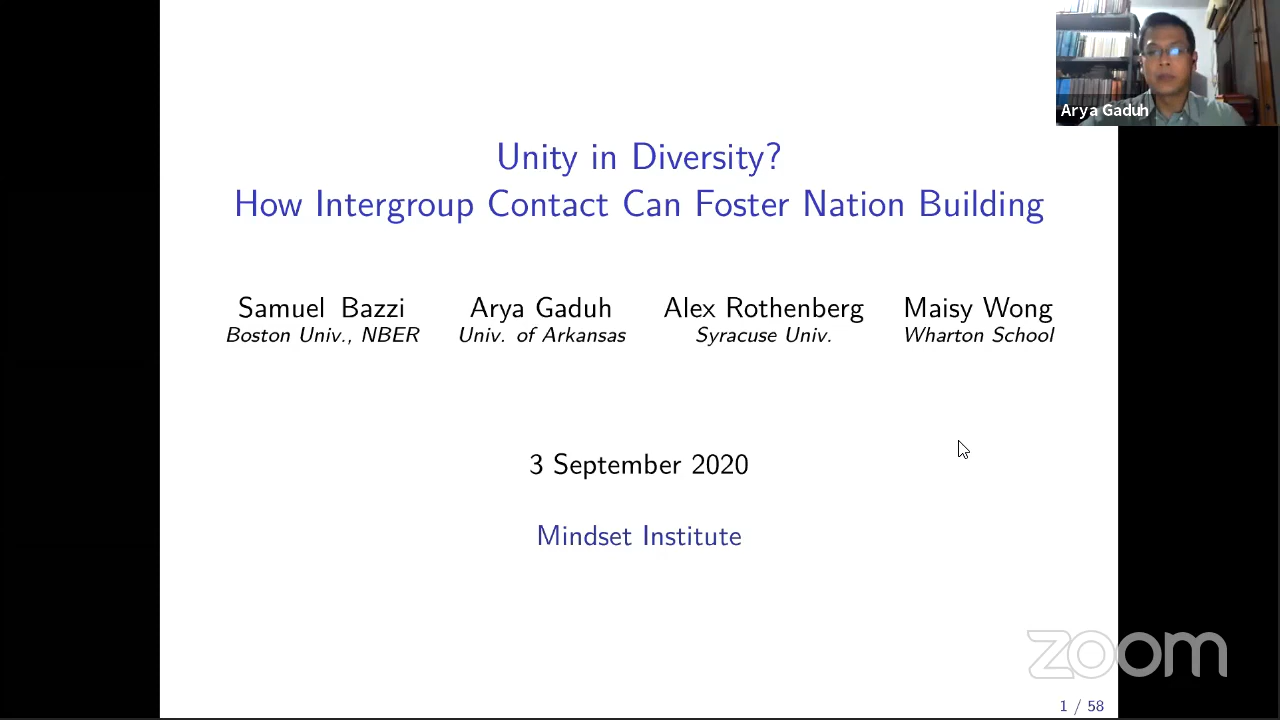 Arya Gaduh
Unity in Diversity?
How Intergroup Contact Can Foster Nation Building
Samuel Bazzi Arya Gaduh Alex Rothenberg Maisy Wong
Boston Univ., NBER Univ. of Arkansas Syracuse Univ. Wharton School
3 September 2020
Mindset Institute
zoom
1 / 58